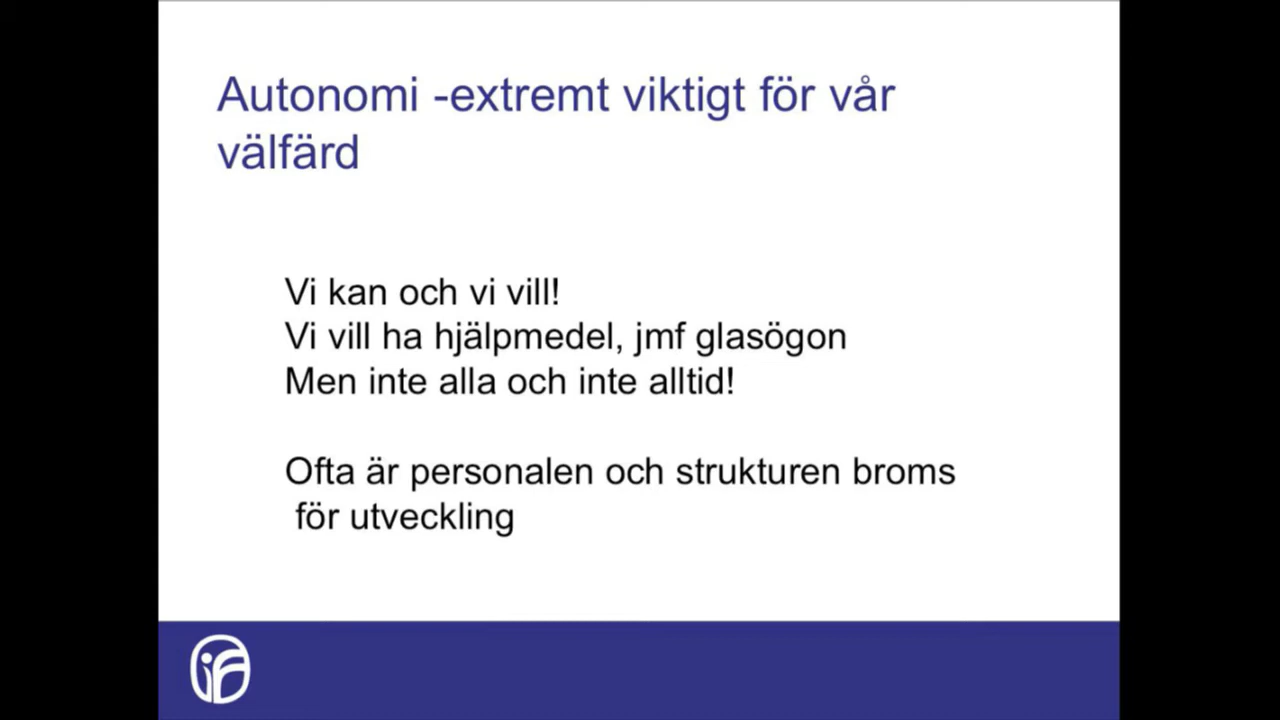 Autonomi -extremt viktigt för vår
välfärd
Vi kan och vi vill!
Vi vill ha hjälpmedel, jmf glasögon
Men inte alla och inte alltid!
Ofta är personalen och strukturen broms
för utveckling